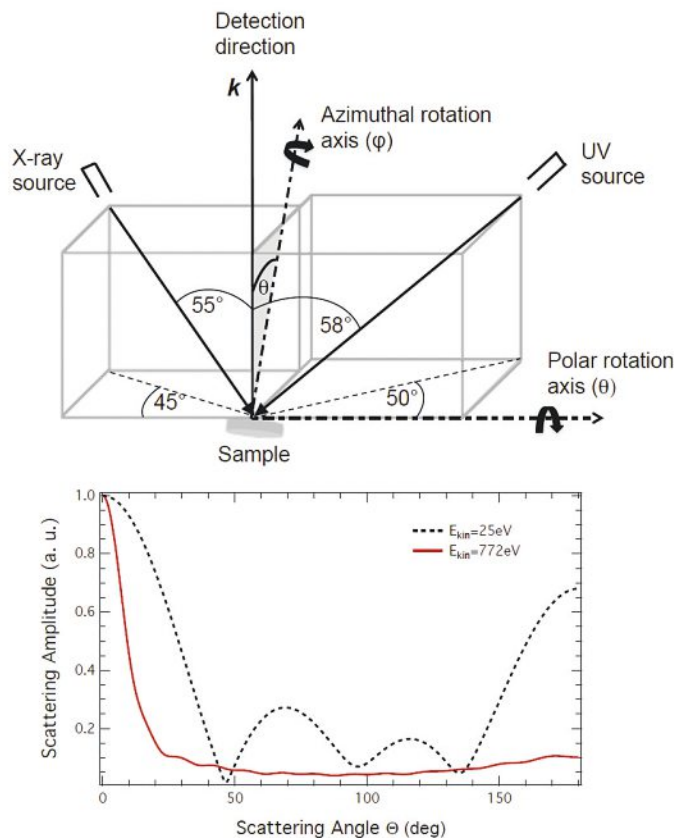 Detection
direction
k
Azimuthal rotation
axis (φ)
X-ray
source
UV
source
θ
55°
58°
Polar rotation
axis (θ)
45°
50°
Sample
1.0
0.8
0.6
0.4
0.2
Scattering Amplitude (a. u.)
E_kin=25eV
E_kin=772eV
0
50
100
150
Scattering Angle Θ (deg)